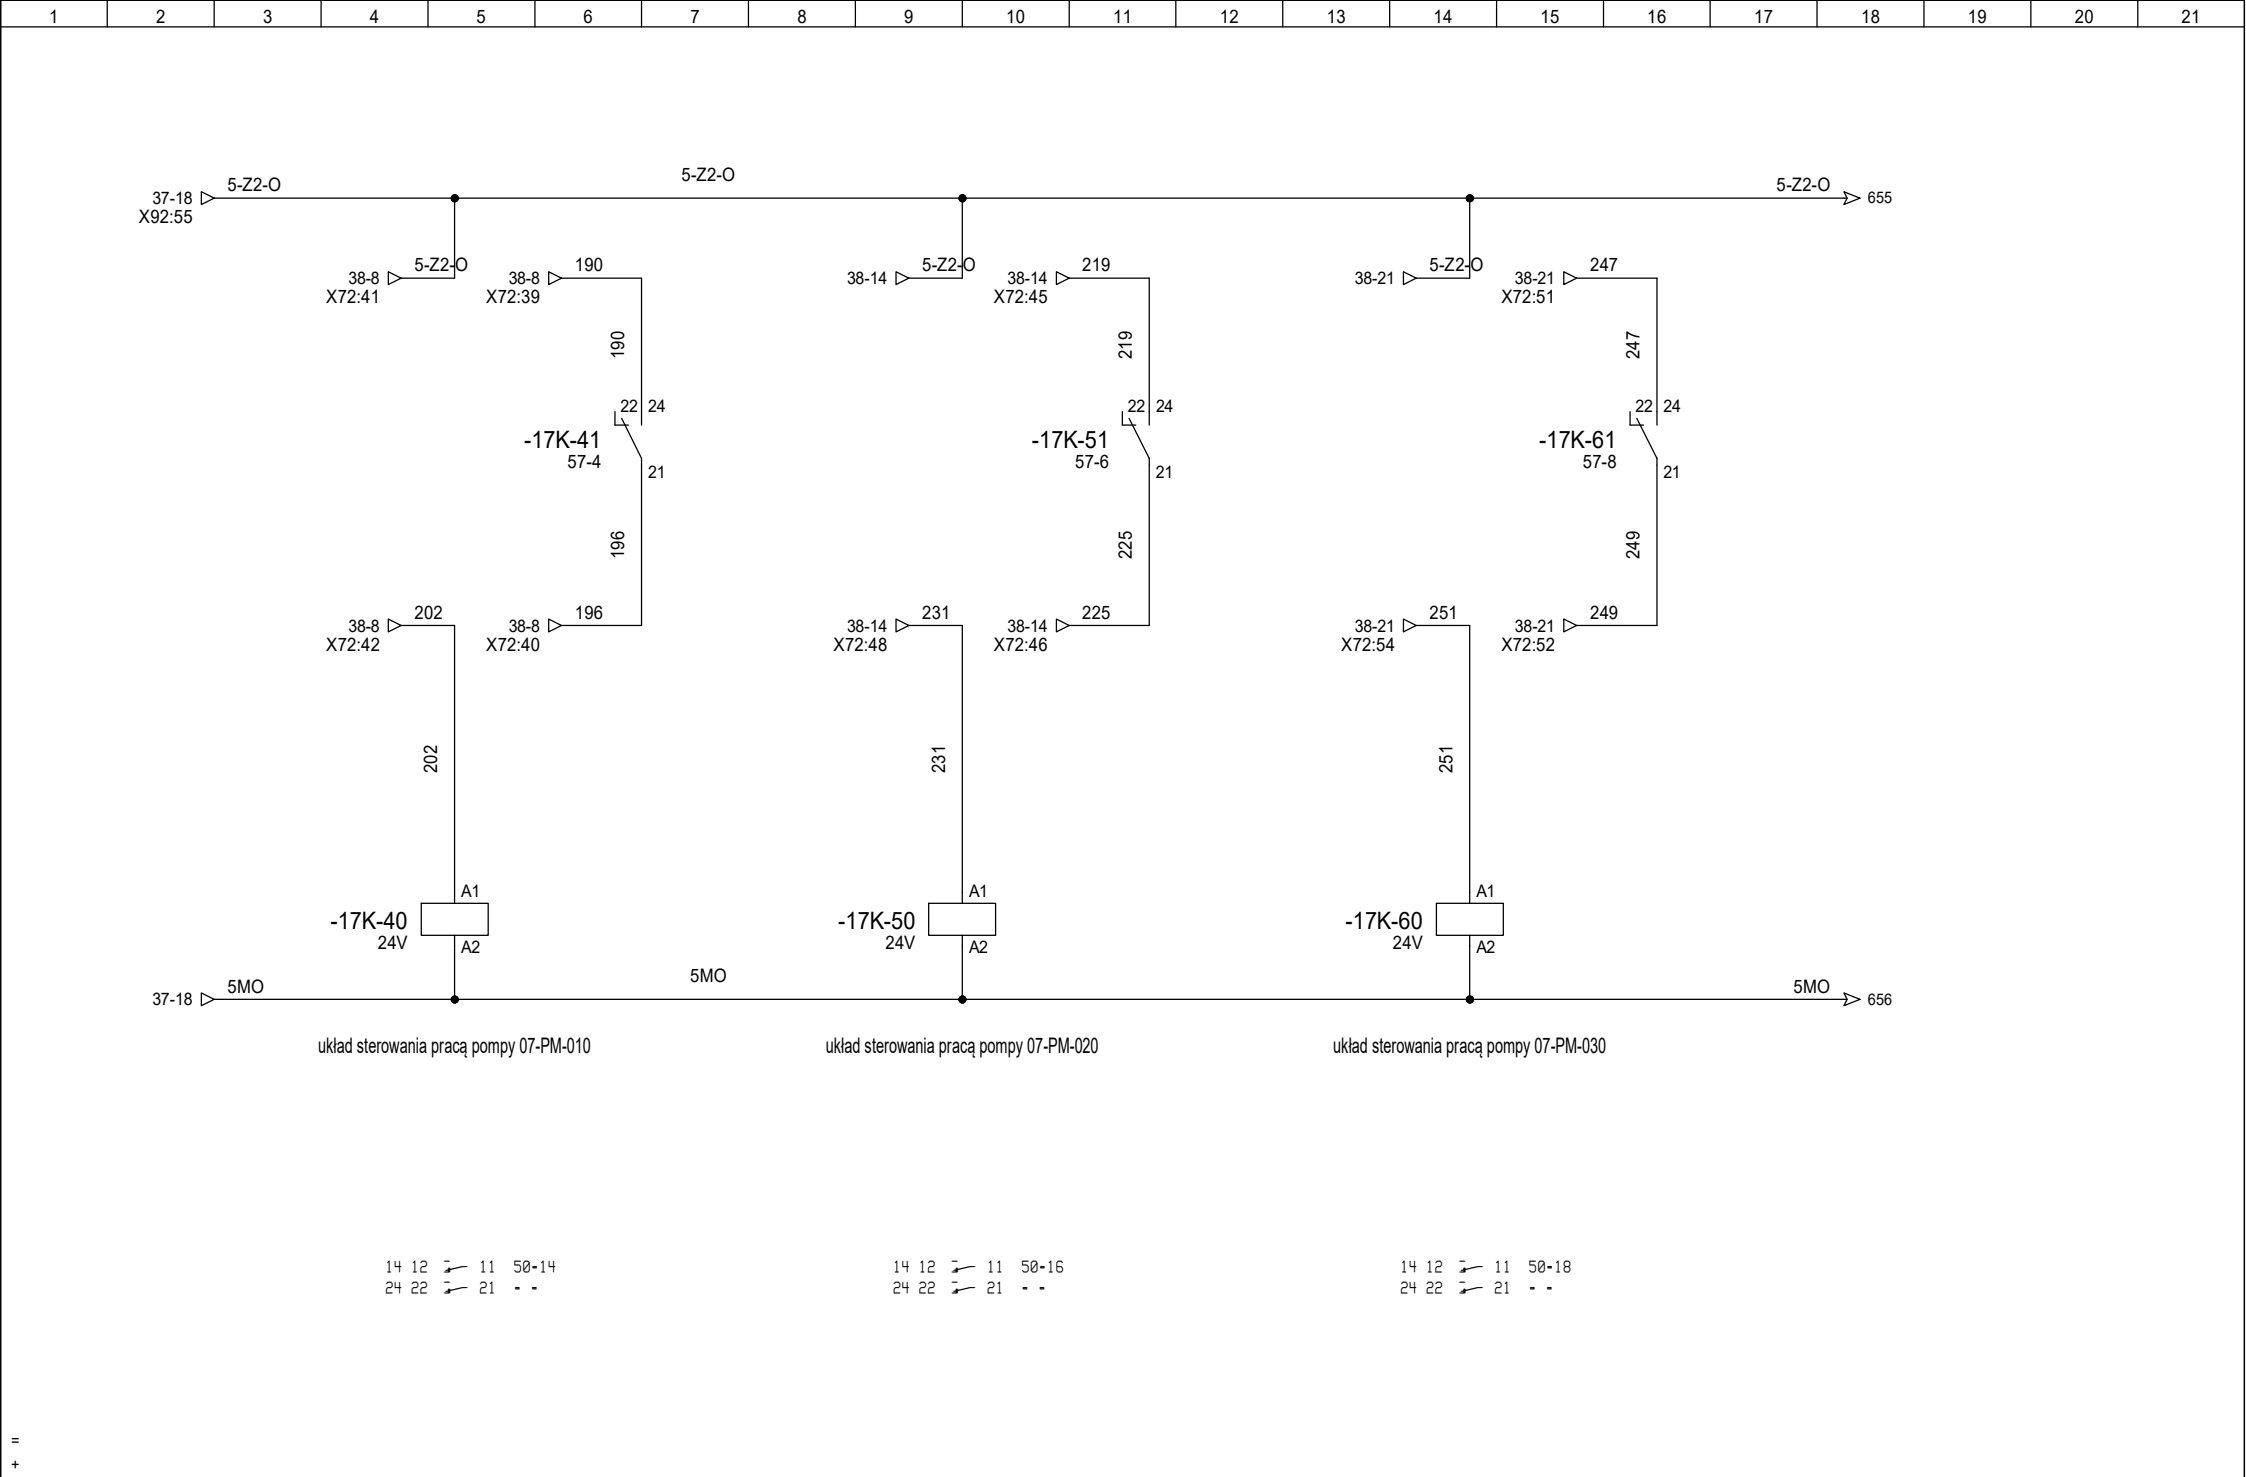 1 2 3 4 5 6 7 8 9 10 11 12 13 14 15 16 17 18 19 20 21
5-Z2-O
5-Z2-O 5-Z2-O
37-18 655
X92:55
5-Z2-O 190 5-Z2-O 219 5-Z2-O 247
38-8 38-8 38-14 38-14 38-21 38-21
X72:41 X72:39 X72:45 X72:51
190 219 247
22 24 22 24 22 24
-17K-41 -17K-51 -17K-61
57-4 57-6 57-8
21 21 21
196 225 249
202 196 231 225 251 249
38-8 38-8 38-14 38-14 38-21 38-21
X72:42 X72:40 X72:48 X72:46 X72:54 X72:52
202 231 251
A1 A1 A1
-17K-40 -17K-50 -17K-60
24V 24V 24V
A2 A2 A2
5MO
5MO 5MO
37-18 656
układ sterowania pracą pompy 07-PM-010 układ sterowania pracą pompy 07-PM-020 układ sterowania pracą pompy 07-PM-030
14 12 11 50-14 14 12 11 50-16 14 12 11 50-18
24 22 21 - - 24 22 21 - - 24 22 21 - -
=
+